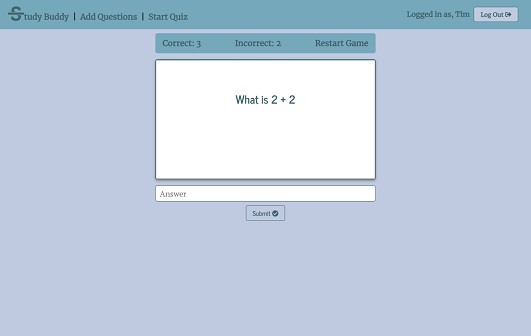 Study Buddy | Add Questions | Start Quiz
Logged in as, Tim Log Out
Correct: 3 Incorrect: 2 Restart Game
What is 2 + 2
Answer
Submit